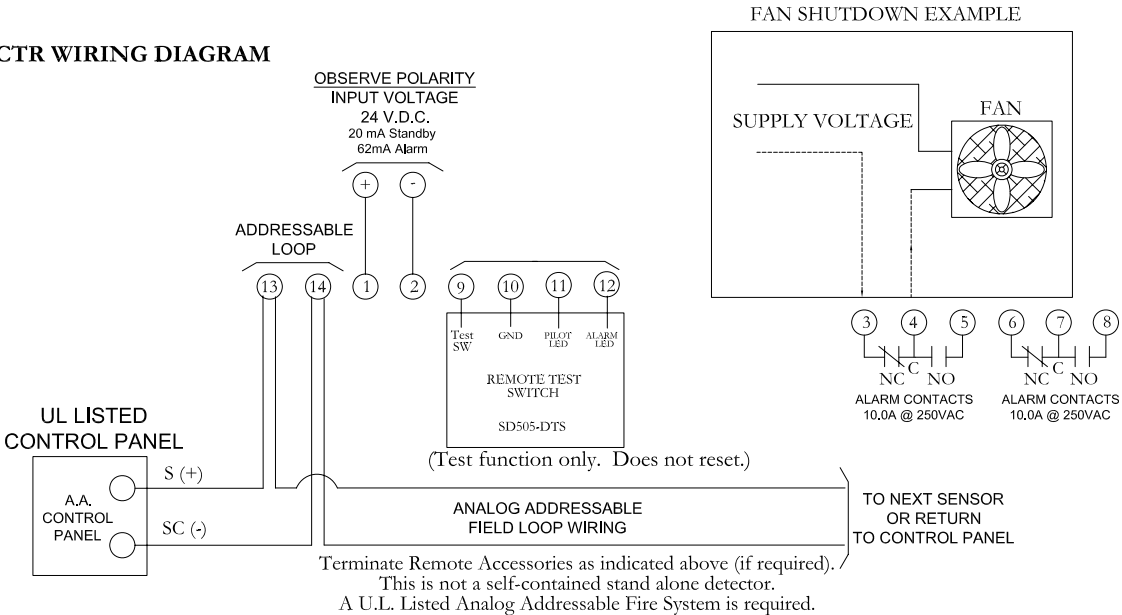 FAN SHUTDOWN EXAMPLE
CTR WIRING DIAGRAM
OBSERVE POLARITY
INPUT VOLTAGE
24 V.D.C.
20 mA Standby
62mA Alarm
SUPPLY VOLTAGE
FAN
+ -
ADDRESSABLE
LOOP
13 14 1 2 9 10 11 12
Test
SW
GND
PILOT
LED
ALARM
LED
REMOTE TEST
SWITCH
SD505-DTS
(Test function only. Does not reset.)
3 4 5 6 7 8
NC C NO
ALARM CONTACTS
10.0A @ 250VAC
NC C NO
ALARM CONTACTS
10.0A @ 250VAC
UL LISTED
CONTROL PANEL
A.A.
CONTROL
PANEL
S (+)
SC (-)
ANALOG ADDRESSABLE
FIELD LOOP WIRING
TO NEXT SENSOR
OR RETURN
TO CONTROL PANEL
Terminate Remote Accessories as indicated above (if required).
This is not a self-contained stand alone detector.
A U.L. Listed Analog Addressable Fire System is required.